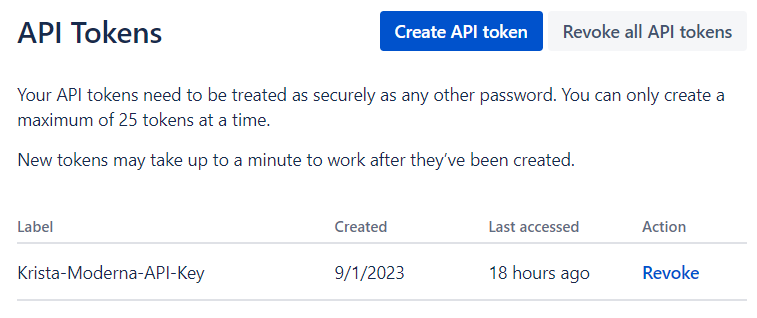 API Tokens
Create API token
Revoke all API tokens
Your API tokens need to be treated as securely as any other password. You can only create a
maximum of 25 tokens at a time.
New tokens may take up to a minute to work after they’ve been created.
Label Created Last accessed Action
Krista-Moderna-API-Key 9/1/2023 18 hours ago Revoke